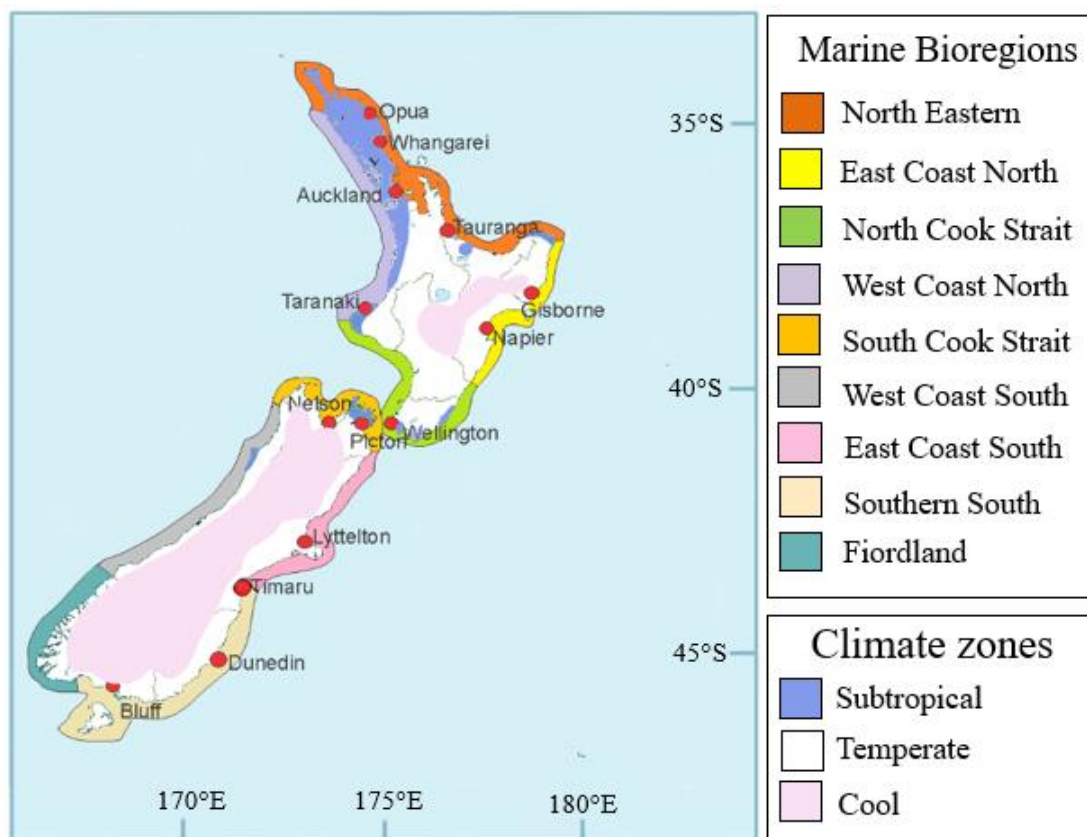 Opua
Whangarei
Auckland
Tauranga
Taranaki
Gisborne
Napier
Nelson
Picton
Wellington
Lyttelton
Timaru
Dunedin
Bluff
35°S
40°S
45°S
170°E
175°E
180°E
Marine Bioregions
North Eastern
East Coast North
North Cook Strait
West Coast North
South Cook Strait
West Coast South
East Coast South
Southern South
Fiordland
Climate zones
Subtropical
Temperate
Cool